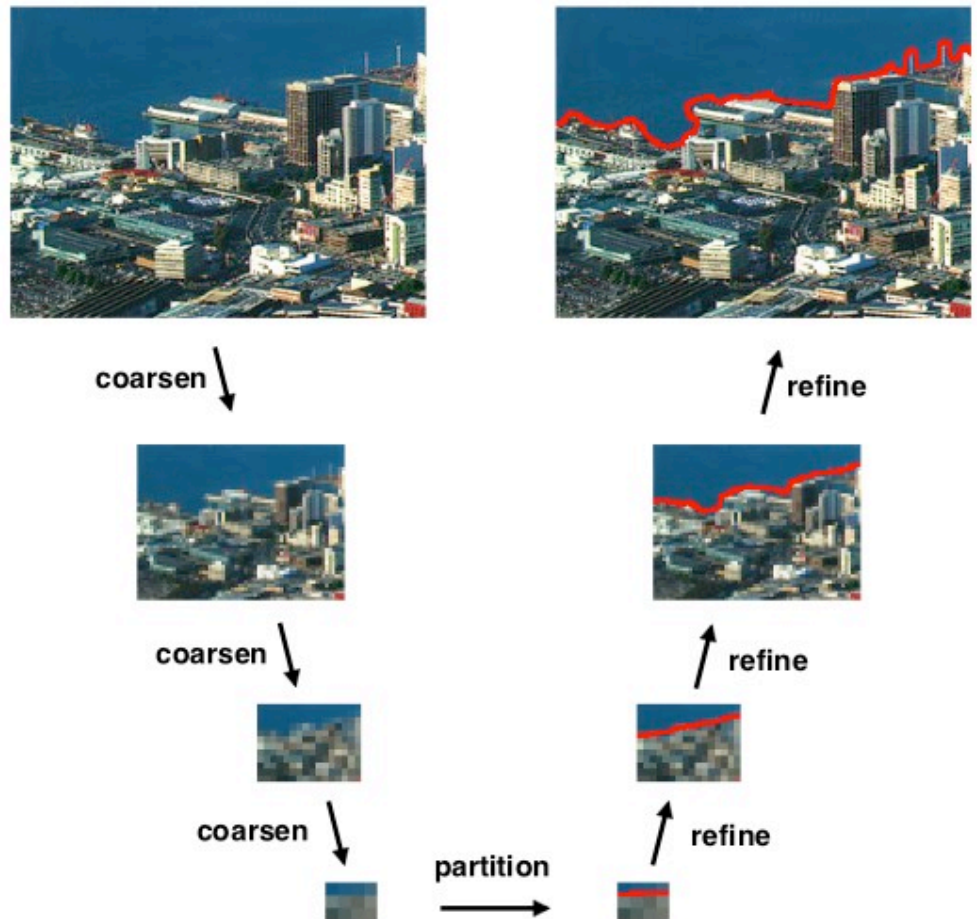 coarsen
refine
coarsen
refine
coarsen
partition
refine